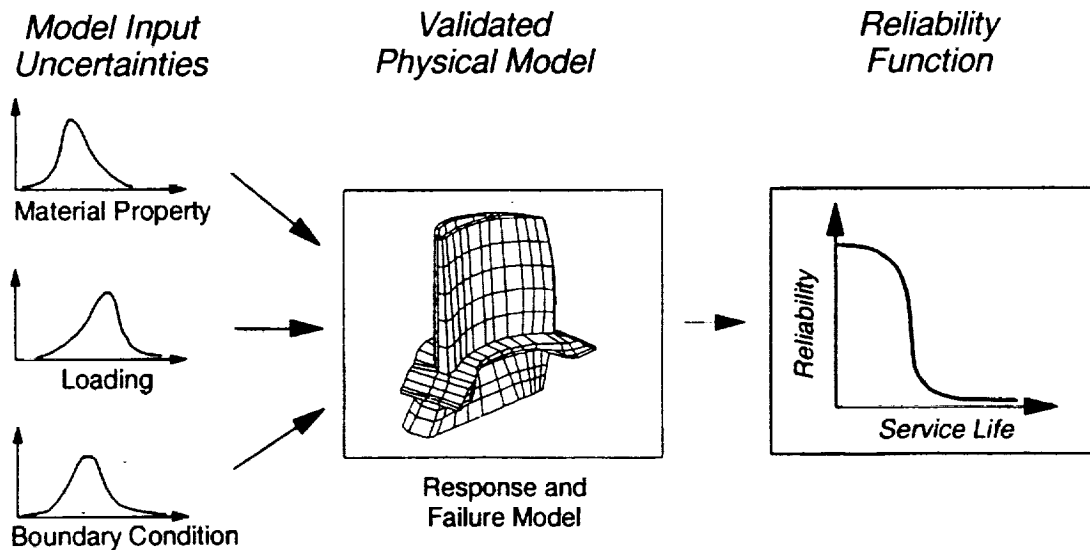 Model Input
Uncertainties
Material Property
Loading
Boundary Condition
Validated
Physical Model
Response and
Failure Model
Reliability
Function
Reliability
Service Life